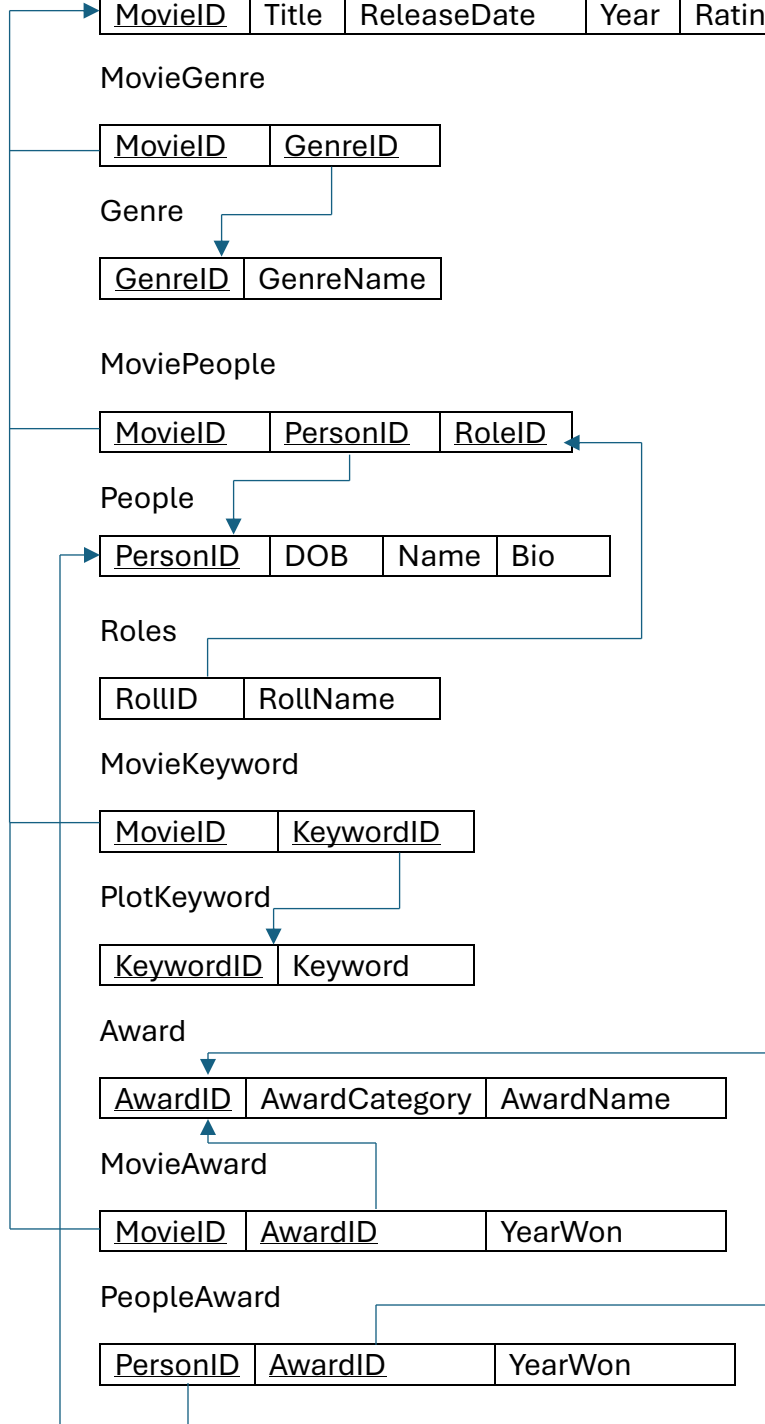 MovieID Title ReleaseDate Year Ratin
MovieGenre
MovieID GenreID
Genre
GenreID GenreName
MoviePeople
MovieID PersonID RoleID
People
PersonID DOB Name Bio
Roles
RollID RollName
MovieKeyword
MovieID KeywordID
PlotKeyword
KeywordID Keyword
Award
AwardID AwardCategory AwardName
MovieAward
MovieID AwardID YearWon
PeopleAward
PersonID AwardID YearWon